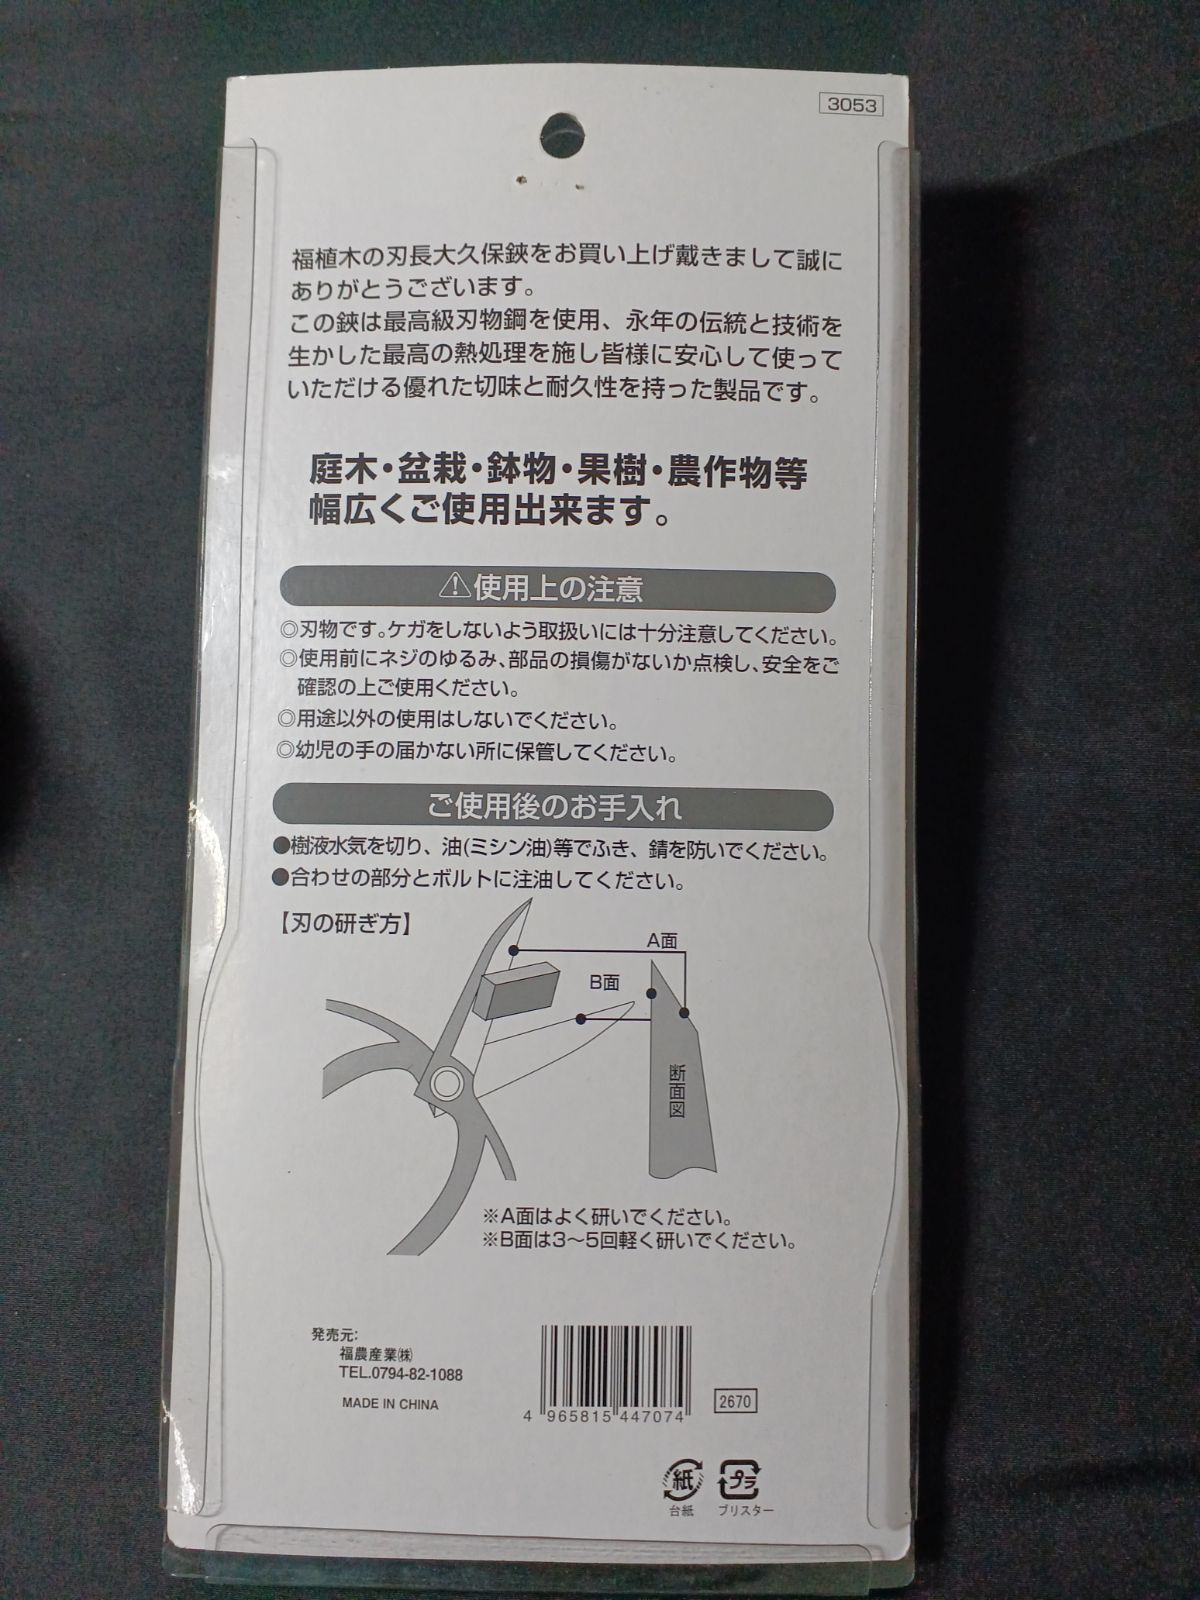 3053
福植木の刃長大久保鋏をお買い上げ戴きまして誠に
ありがとうございます。
この鋏は最高級刃物鋼を使用、永年の伝統と技術を
生かした最高の熱処理を施し皆様に安心して使って
いただける優れた切味と耐久性を持った製品です。
庭木・盆栽・鉢物・果樹・農作物等
幅広くご使用出来ます。
⚠使用上の注意
◎刃物です。ケガをしないよう取扱いには十分注意してください。
◎使用前にネジのゆるみ、部品の損傷がないか点検し、安全をご
確認の上ご使用ください。
◎用途以外の使用はしないでください。
◎幼児の手の届かない所に保管してください。
ご使用後のお手入れ
●樹液水気を切り、油(ミシン油)等でふき、錆を防いでください。
●合わせの部分とボルトに注油してください。
【刃の研ぎ方】
A面
B面
断面図
※A面はよく研いでください。
※B面は3〜5回軽く研いでください。
発売元:
福農産業㈱
TEL.0794-82-1088
MADE IN CHINA
4 965815 447074
2670
紙
台紙
プラ
ブリスター